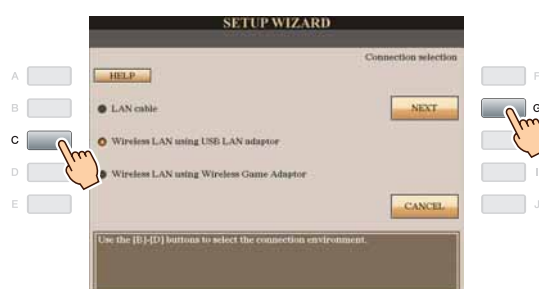 SETUP WIZARD
Connection selection
A
HELP
F
B
LAN cable
NEXT
G
C
Wireless LAN using USB LAN adaptor
D
Wireless LAN using Wireless Game Adaptor
I
E
CANCEL
J
Use the [B]-[D] buttons to select the connection environment.